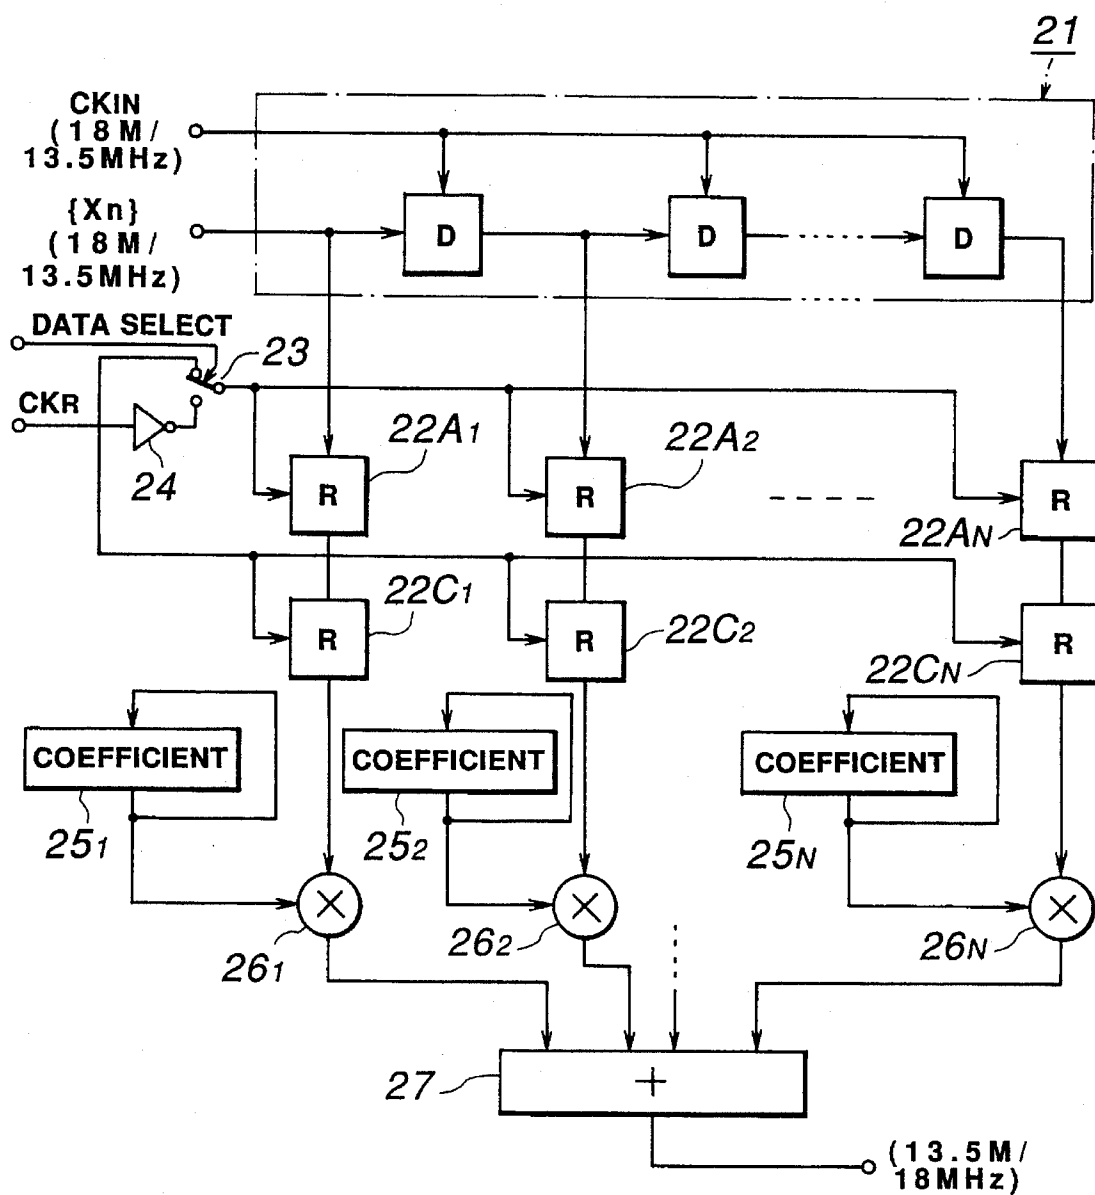 21
CKIN
(18M/
13.5MHz)
{Xn}
(18M/
13.5MHz)
D
D
D
DATA SELECT
23
CKR
24
22A1
22A2
R
R
R
22AN
22C1
22C2
R
R
R
22CN
COEFFICIENT
COEFFICIENT
COEFFICIENT
251
252
25N
261
262
26N
27
+
(13.5M/
18MHz)